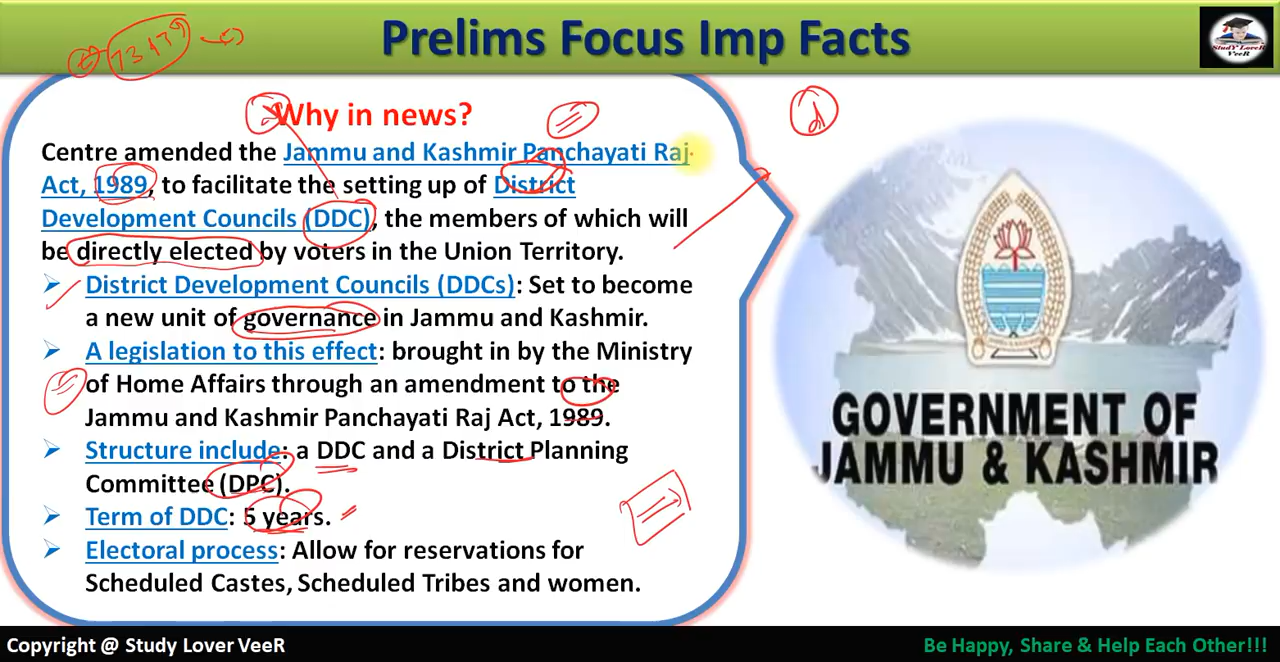 Prelims Focus Imp Facts
StudY LoveR
VeeR
73 74
Why in news?
Centre amended the Jammu and Kashmir Panchayati Raj
Act, 1989, to facilitate the setting up of District
Development Councils (DDC), the members of which will
be directly elected by voters in the Union Territory.
District Development Councils (DDCs): Set to become
a new unit of governance in Jammu and Kashmir.
A legislation to this effect: brought in by the Ministry
of Home Affairs through an amendment to the
Jammu and Kashmir Panchayati Raj Act, 1989.
Structure include: a DDC and a District Planning
Committee (DPC).
Term of DDC: 5 years.
Electoral process: Allow for reservations for
Scheduled Castes, Scheduled Tribes and women.
GOVERNMENT OF
JAMMU & KASHMIR
Copyright @ Study Lover VeeR
Be Happy, Share & Help Each Other!!!